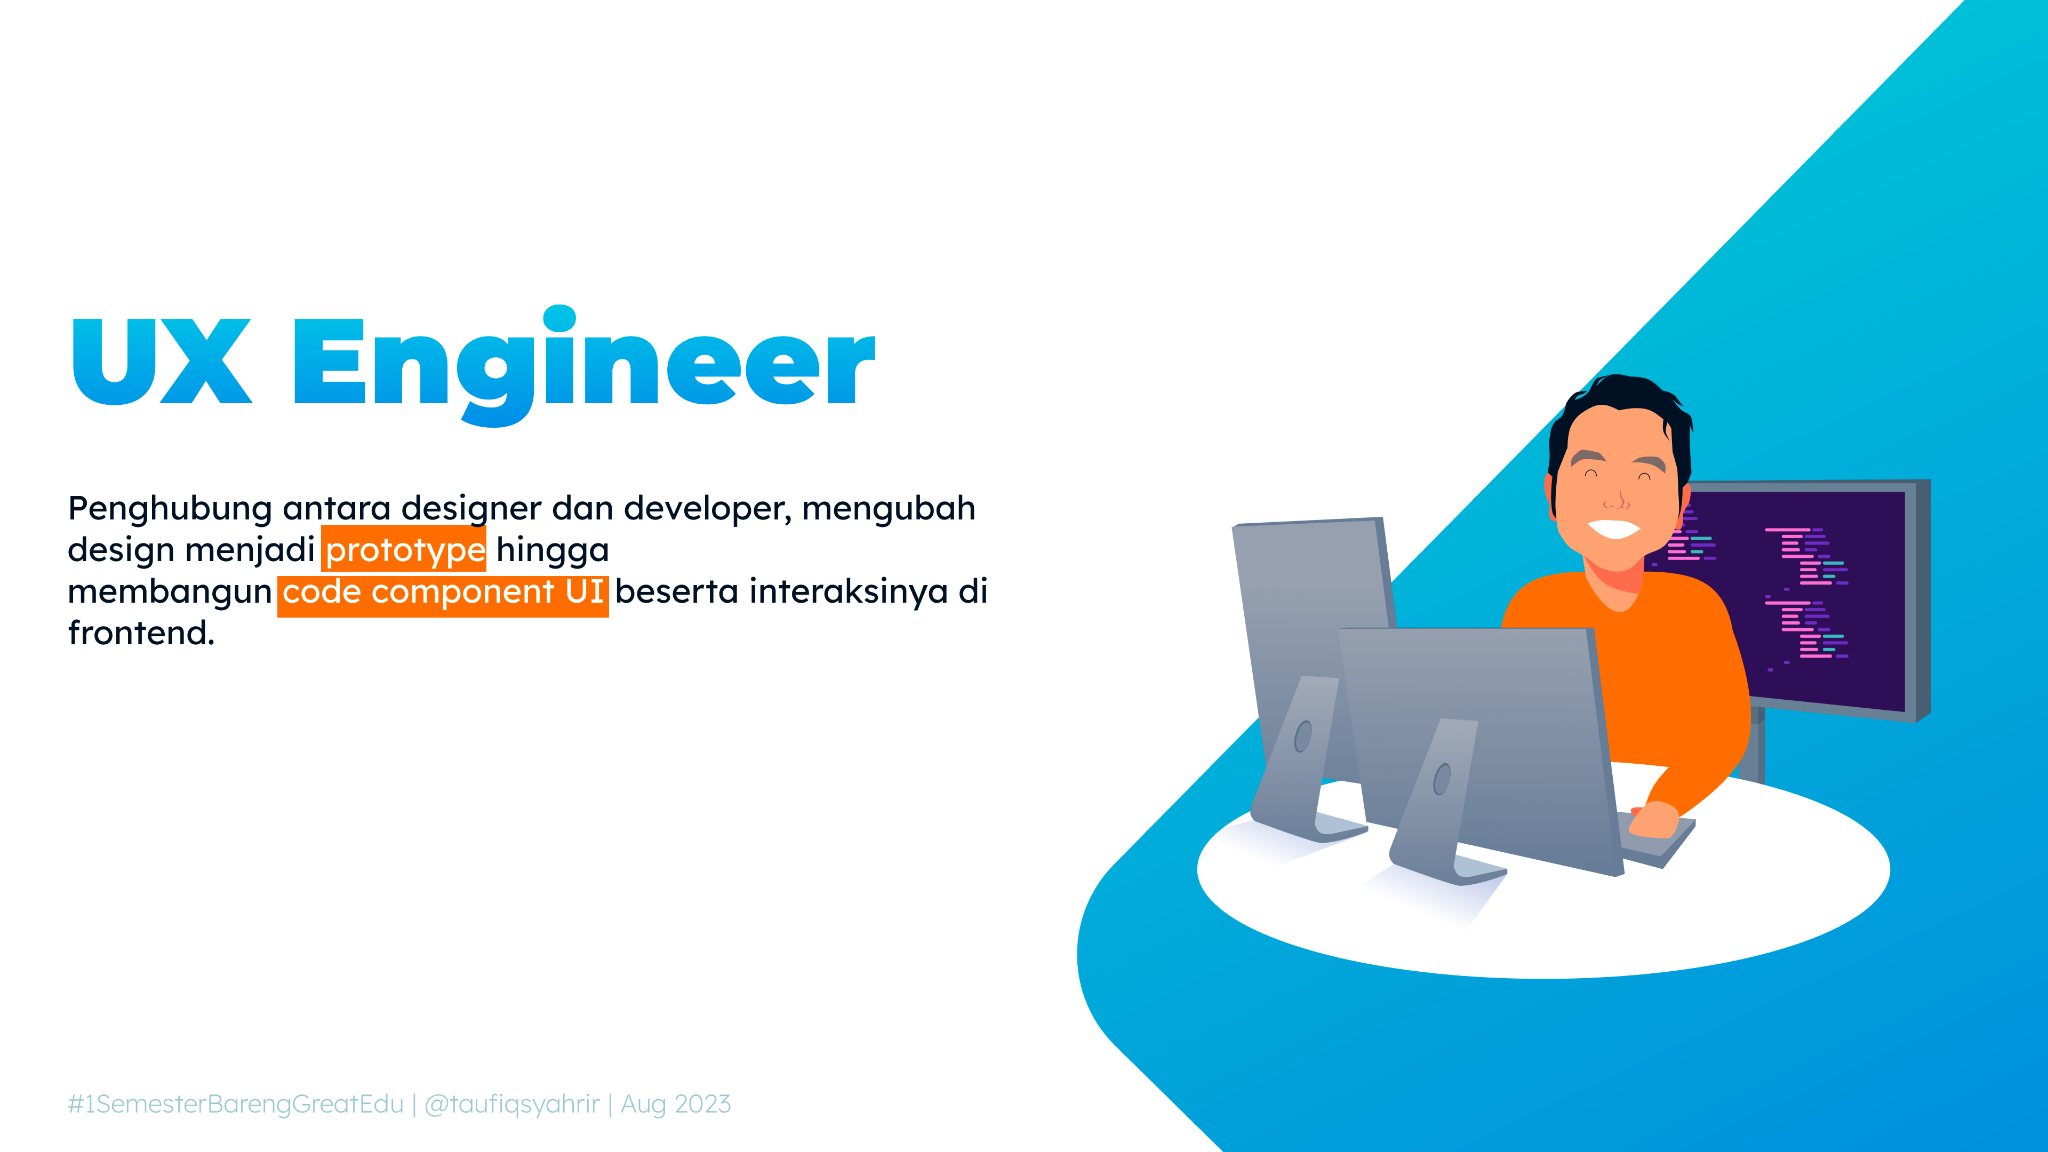 UX Engineer
Penghubung antara designer dan developer, mengubah
design menjadi prototype hingga
membangun code component UI beserta interaksinya di
frontend.
#1SemesterBarengGreatEdu | @taufiqsyahrir | Aug 2023